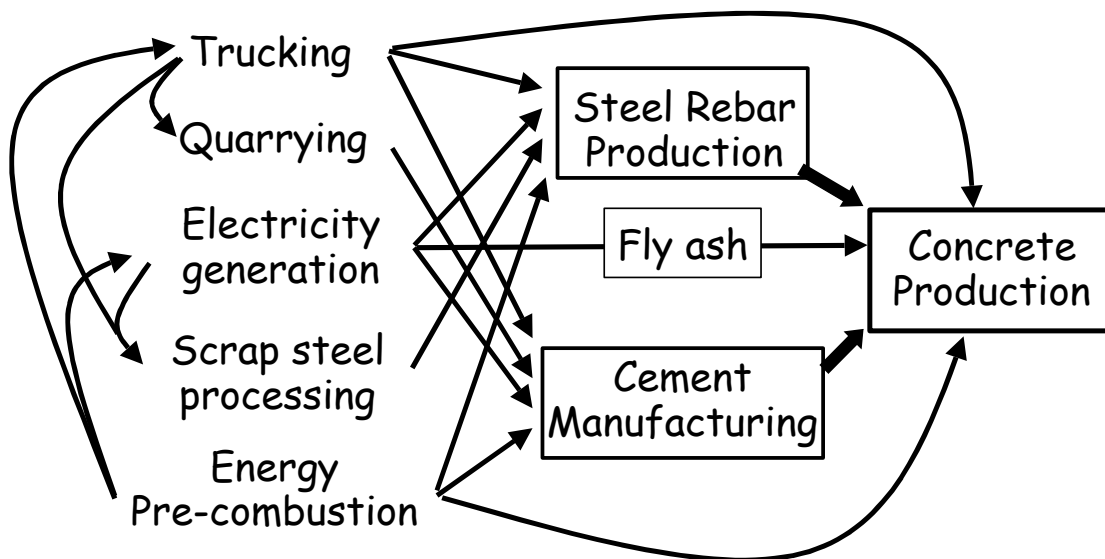 Trucking
Quarrying
Electricity
generation
Scrap steel
processing
Energy
Pre-combustion
Steel Rebar
Production
Fly ash
Cement
Manufacturing
Concrete
Production